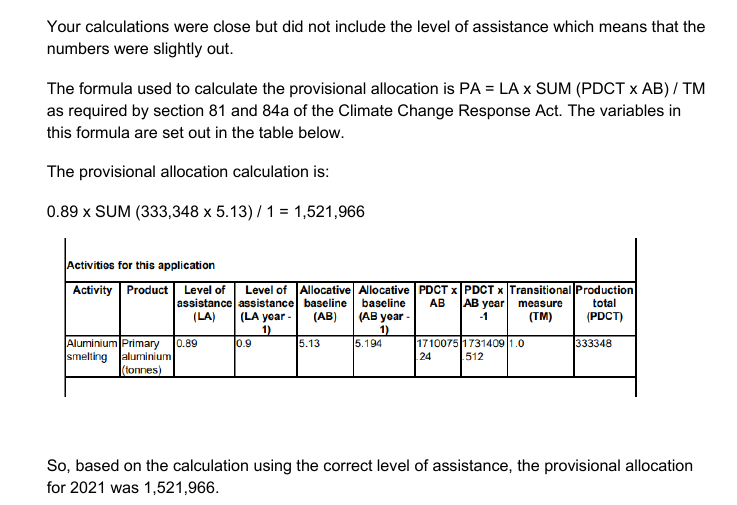 Your calculations were close but did not include the level of assistance which means that the
numbers were slightly out.
The formula used to calculate the provisional allocation is PA = LA x SUM (PDCT x AB) / TM
as required by section 81 and 84a of the Climate Change Response Act. The variables in
this formula are set out in the table below.
The provisional allocation calculation is:
0.89 x SUM (333,348 x 5.13) / 1 = 1,521,966
Activities for this application
Activity Product Level of Level of Allocative Allocative PDCT x PDCT x Transitional Production
assistance assistance baseline baseline AB AB year measure total
(LA) (LA year - (AB) (AB year - -1 (TM) (PDCT)
1) 1)
Aluminium Primary 0.89 0.9 5.13 5.194 1710075 1731409 1.0 333348
smelting aluminium .24 .512
(tonnes)
So, based on the calculation using the correct level of assistance, the provisional allocation
for 2021 was 1,521,966.